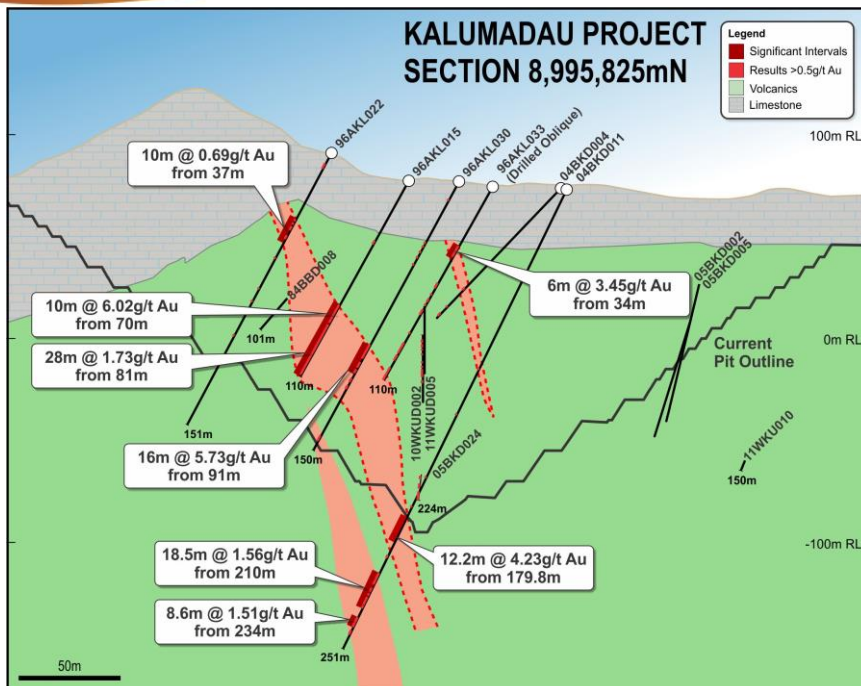 KALUMADAU PROJECT
SECTION 8,995,825mN
Legend
Significant Intervals
Results >0.5g/t Au
Volcanics
Limestone
100m RL
0m RL
-100m RL
96AKL022
96AKL015
96AKL030
96AKL033
(Drilled Oblique)
04BKD004
04BKD011
10m @ 0.69g/t Au
from 37m
84BBD008
101m
6m @ 3.45g/t Au
from 34m
05BKD002
05BKD005
10m @ 6.02g/t Au
from 70m
28m @ 1.73g/t Au
from 81m
110m
110m
Current
Pit Outline
10WKUD002
11WKUD005
151m
150m
16m @ 5.73g/t Au
from 91m
05BKD024
224m
11WKU010
150m
18.5m @ 1.56g/t Au
from 210m
12.2m @ 4.23g/t Au
from 179.8m
8.6m @ 1.51g/t Au
from 234m
251m
50m